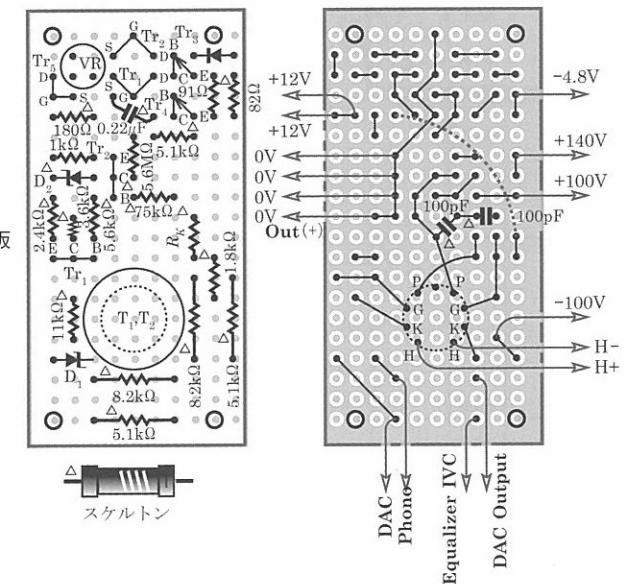 G
Tr₂
B
Tr₃
Tr₅
VR
S
D
S
D
Tr₁
D
E
G
S
S
G
Tr₄
B
91Ω
C
E
82Ω
180Ω
0.22μF
1kΩ
Tr₂
5.1kΩ
E
C
B
5.6MΩ
D₂
75kΩ
2.4kΩ
5.6kΩ
R_K
E
C
B
1.8kΩ
Tr₁
11kΩ
T₁,T₂
D₁
8.2kΩ
8.2kΩ
5.1kΩ
5.1kΩ
スケルトン
版
+12V
+12V
0V
0V
0V
0V
Out(+)
-4.8V
+140V
+100V
100pF
100pF
P
P
G
G
K
K
H
H
-100V
H-
H+
DAC
Phono
Equalizer IVC
DAC Output